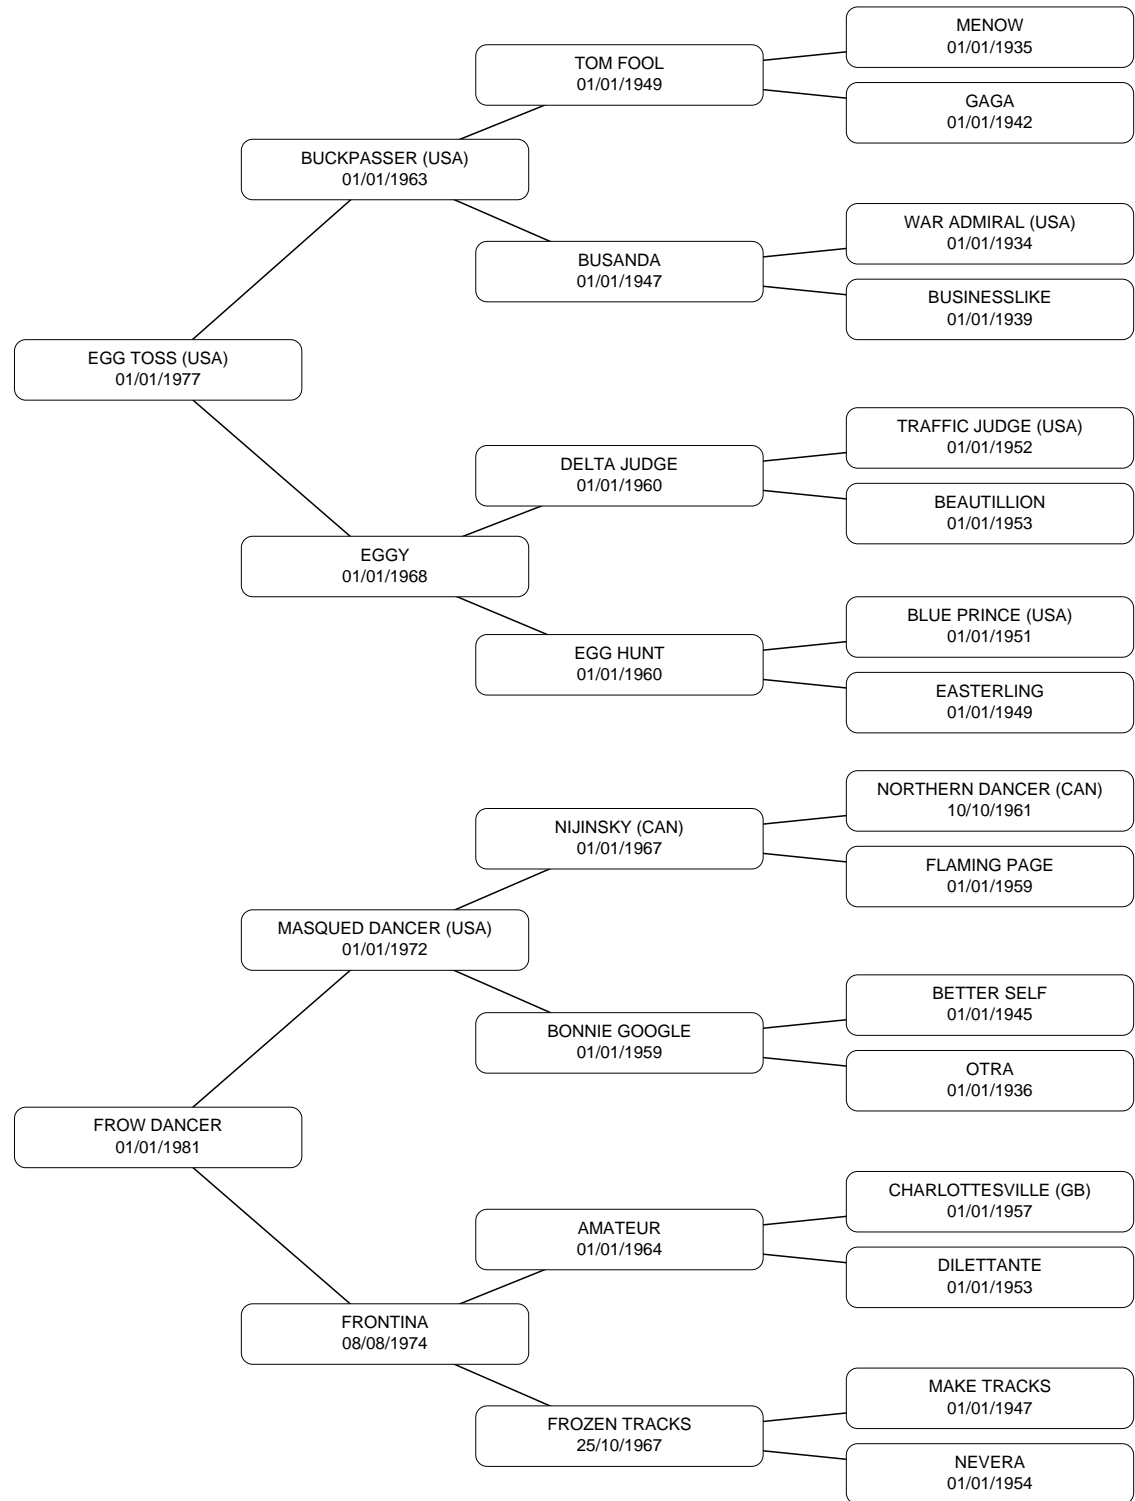 MENOW
01/01/1935
TOM FOOL
01/01/1949
GAGA
01/01/1942
BUCKPASSER (USA)
01/01/1963
WAR ADMIRAL (USA)
01/01/1934
BUSANDA
01/01/1947
BUSINESSLIKE
01/01/1939
EGG TOSS (USA)
01/01/1977
TRAFFIC JUDGE (USA)
01/01/1952
DELTA JUDGE
01/01/1960
BEAUTILLION
01/01/1953
EGGY
01/01/1968
BLUE PRINCE (USA)
01/01/1951
EGG HUNT
01/01/1960
EASTERLING
01/01/1949
NORTHERN DANCER (CAN)
10/10/1961
NIJINSKY (CAN)
01/01/1967
FLAMING PAGE
01/01/1959
MASQUED DANCER (USA)
01/01/1972
BETTER SELF
01/01/1945
BONNIE GOOGLE
01/01/1959
OTRA
01/01/1936
FROW DANCER
01/01/1981
CHARLOTTESVILLE (GB)
01/01/1957
AMATEUR
01/01/1964
DILETTANTE
01/01/1953
FRONTINA
08/08/1974
MAKE TRACKS
01/01/1947
FROZEN TRACKS
25/10/1967
NEVERA
01/01/1954